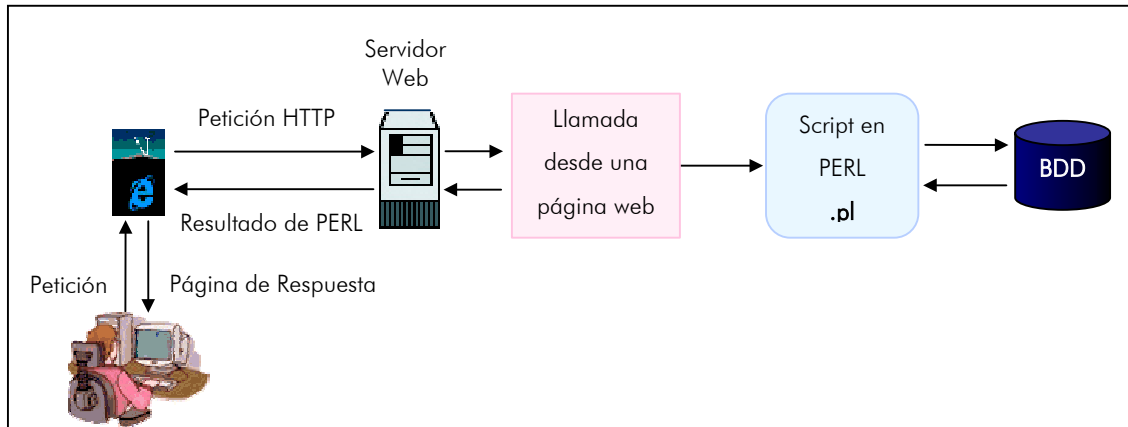 Servidor
Web
Petición HTTP
Resultado de PERL
Petición
Página de Respuesta
Llamada
desde una
página web
Script en
PERL
.pl
BDD